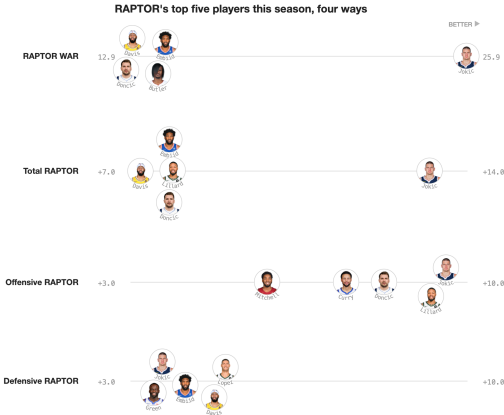 RAPTOR's top five players this season, four ways
BETTER ▶
Davis
Embiid
RAPTOR WAR
12.9
25.9
Doncic
Butler
Jokic
Embiid
Total RAPTOR
+7.0
+14.0
Davis
Lillard
Jokic
Doncic
Offensive RAPTOR
+3.0
+10.0
Mitchell
Curry
Doncic
Jokic
Lillard
Jokic
Lopez
Defensive RAPTOR
+3.0
+10.0
Green
Embiid
Davis